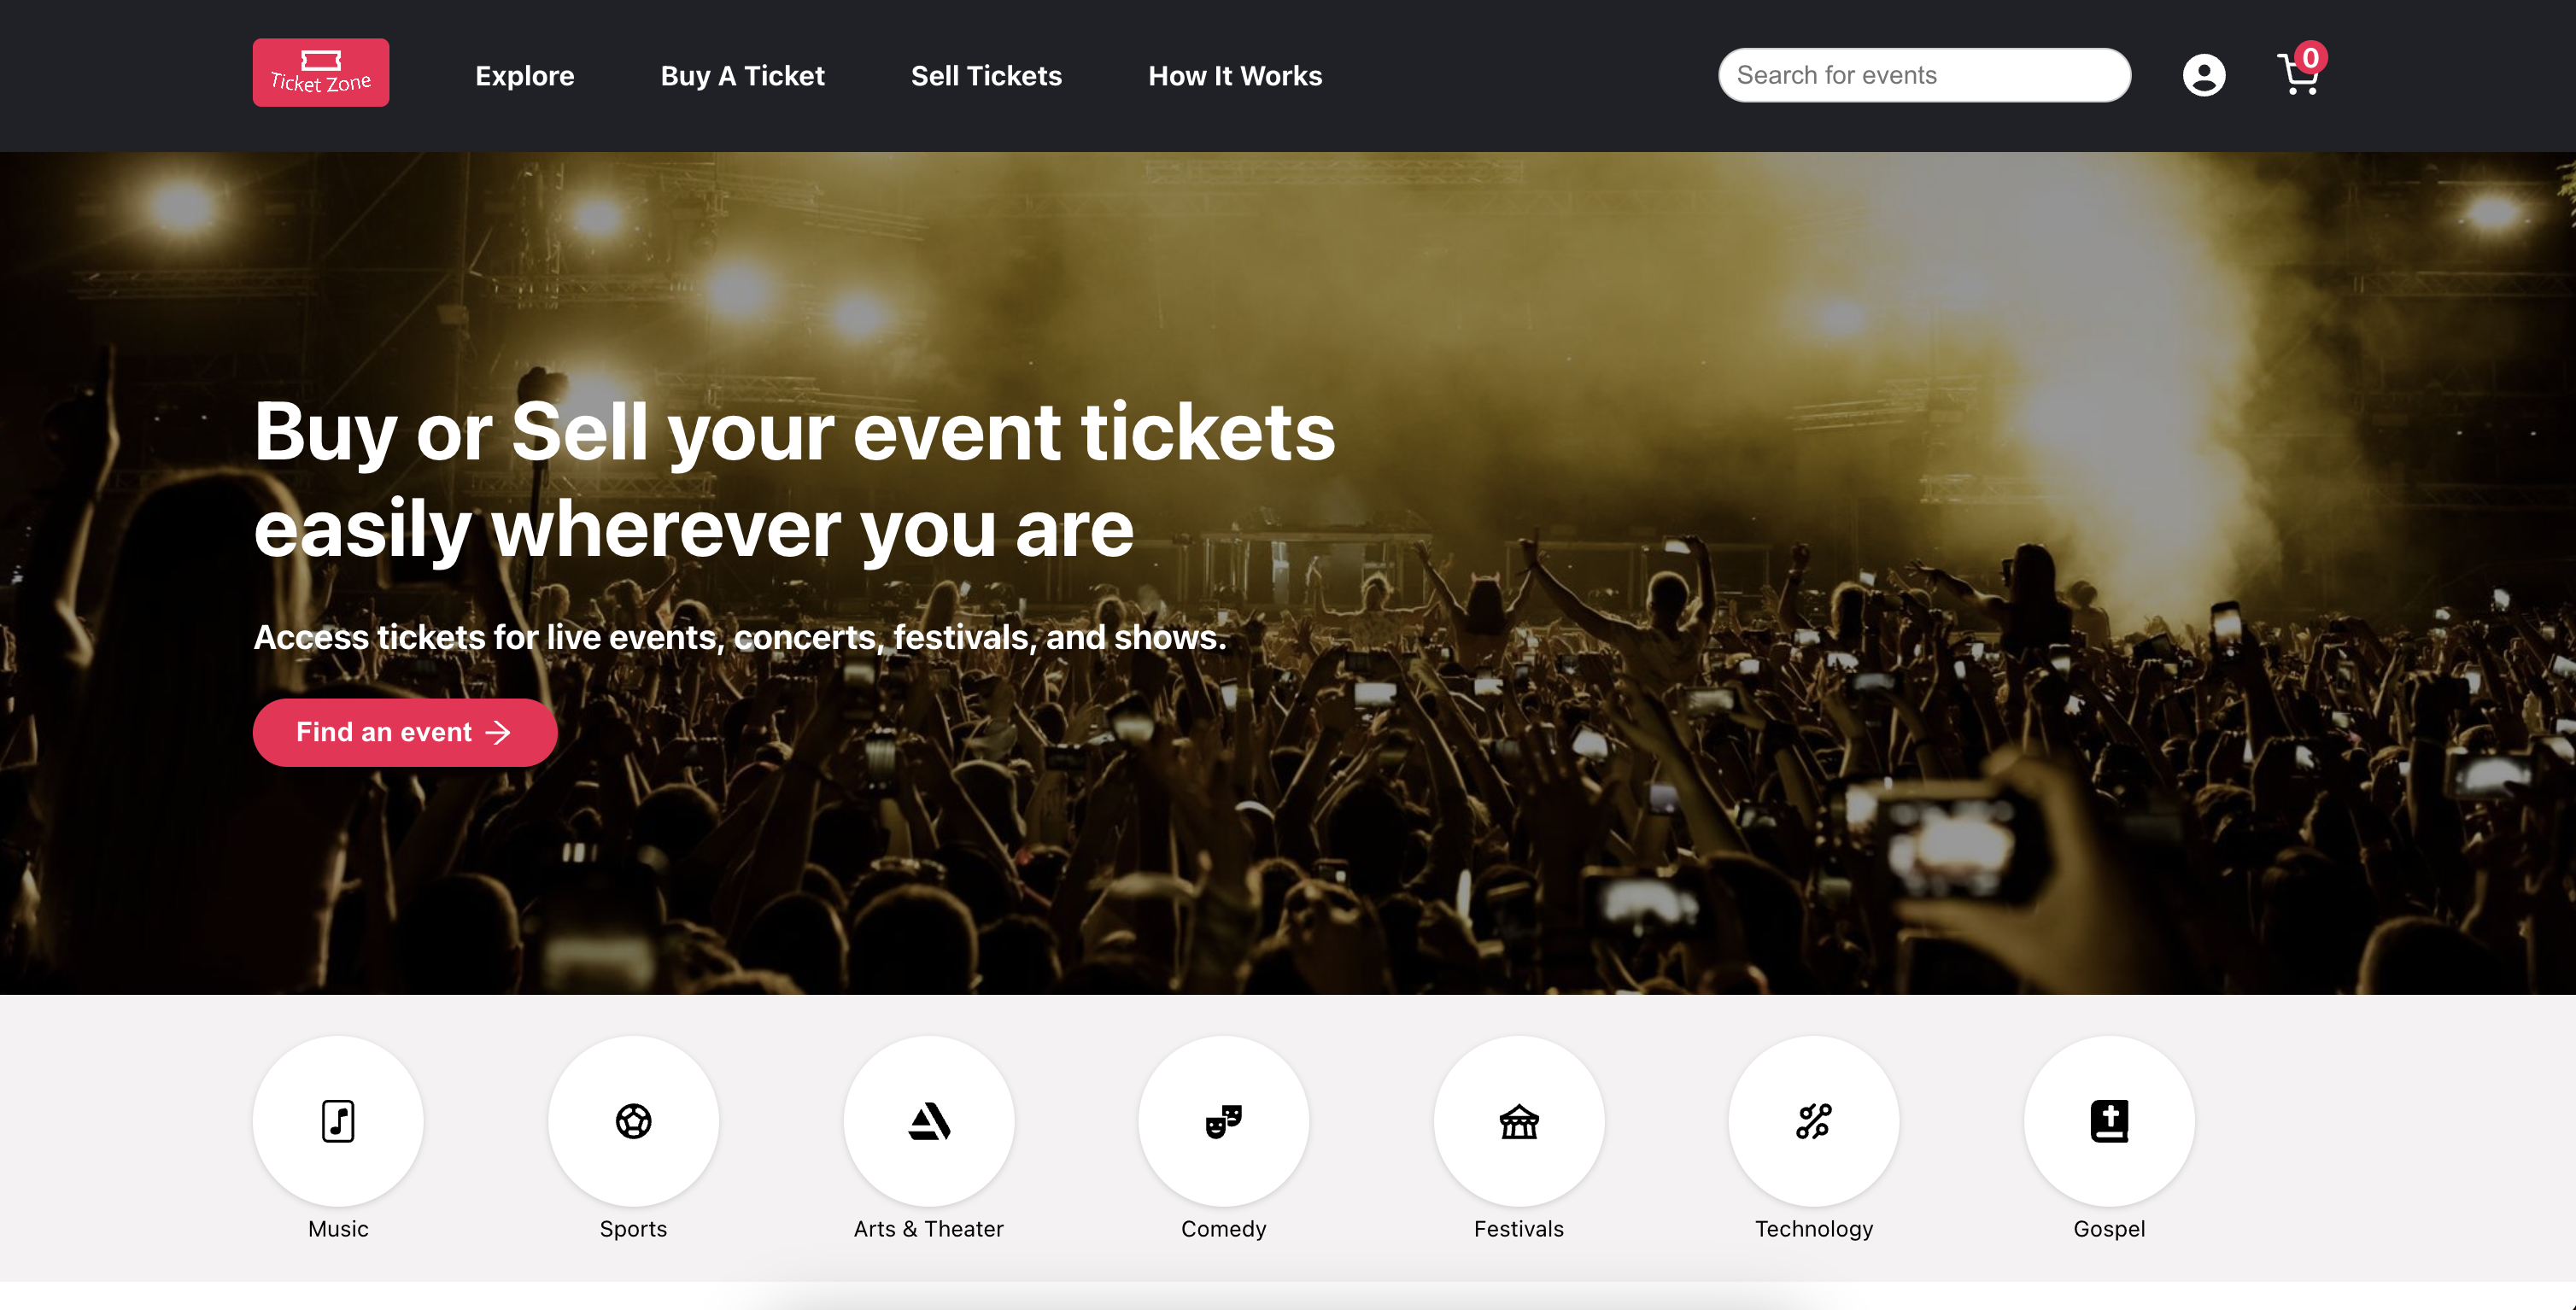 Ticket Zone
Explore
Buy A Ticket
Sell Tickets
How It Works
Search for events
0
Buy or Sell your event tickets
easily wherever you are
Access tickets for live events, concerts, festivals, and shows.
Find an event
Music
Sports
Arts & Theater
Comedy
Festivals
Technology
Gospel